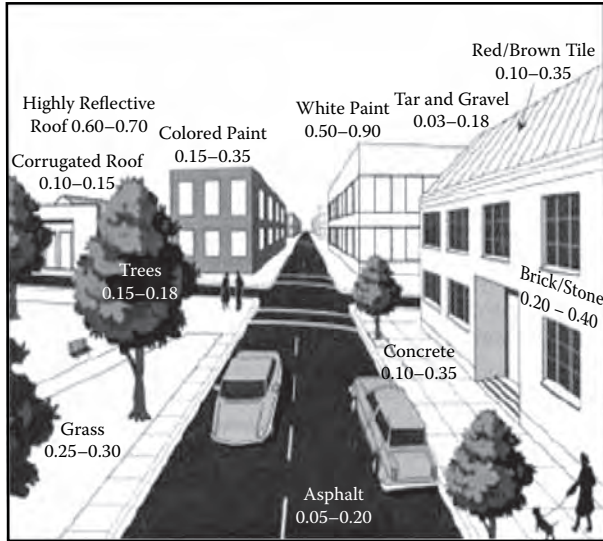 Red/Brown Tile
0.10–0.35
Highly Reflective
Roof 0.60–0.70
Colored Paint
0.15–0.35
White Paint
0.50–0.90
Tar and Gravel
0.03–0.18
Corrugated Roof
0.10–0.15
Trees
0.15–0.18
Brick/Stone
0.20 – 0.40
Concrete
0.10–0.35
Grass
0.25–0.30
Asphalt
0.05–0.20